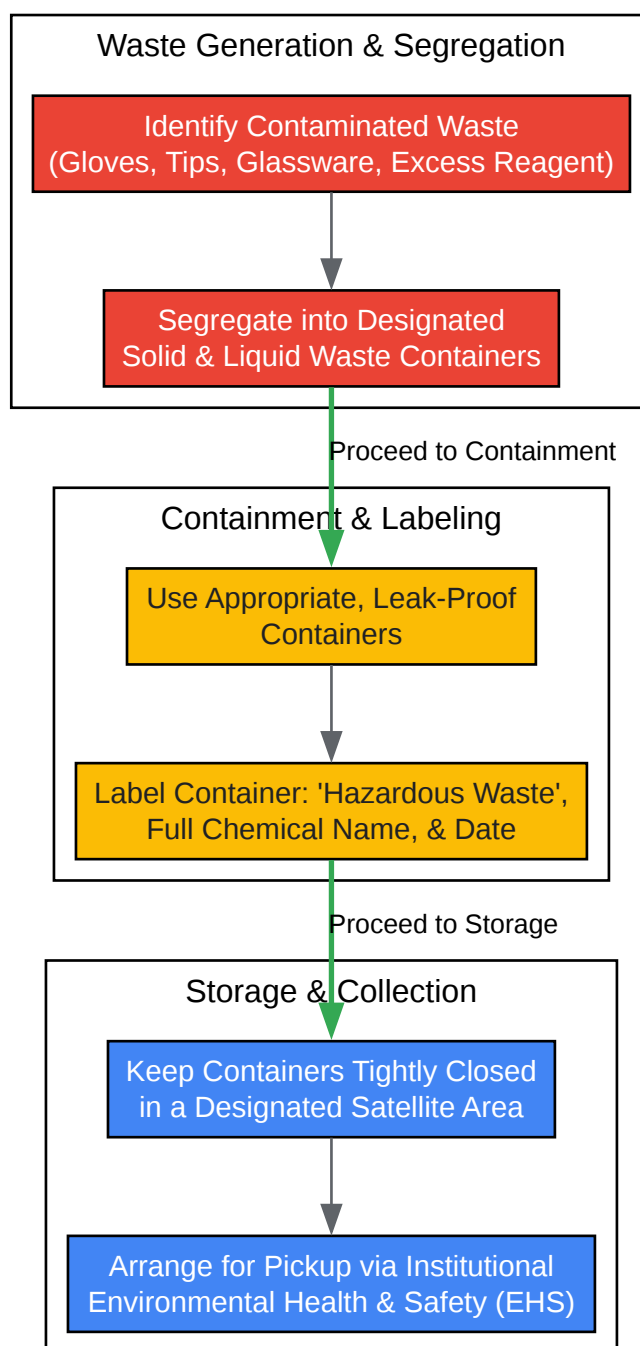 Waste Generation & Segregation
Identify Contaminated Waste
(Gloves, Tips, Glassware, Excess Reagent)
Segregate into Designated
Solid & Liquid Waste Containers
Proceed to Containment
Containment & Labeling
Use Appropriate, Leak-Proof
Containers
Label Container: 'Hazardous Waste',
Full Chemical Name, & Date
Proceed to Storage
Storage & Collection
Keep Containers Tightly Closed
in a Designated Satellite Area
Arrange for Pickup via Institutional
Environmental Health & Safety (EHS)